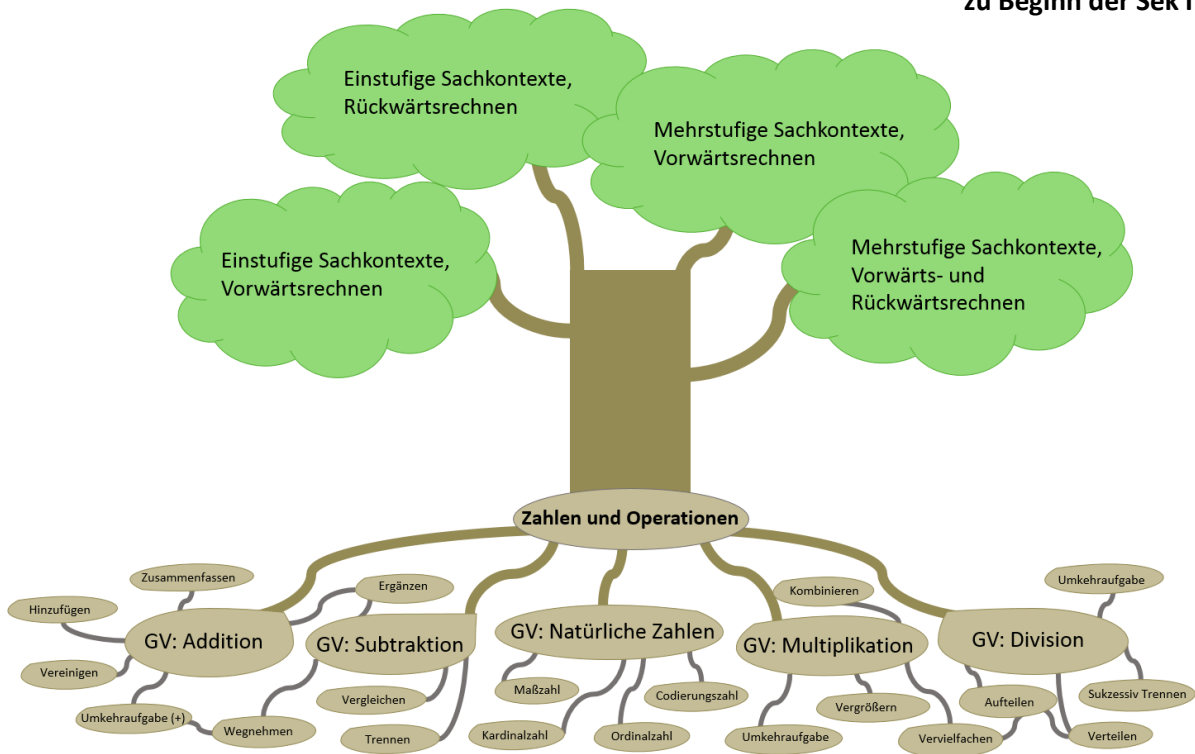 zu Beginn der Sek I
Einstufige Sachkontexte,
Rückwärtsrechnen
Mehrstufige Sachkontexte,
Vorwärtsrechnen
Einstufige Sachkontexte,
Vorwärtsrechnen
Mehrstufige Sachkontexte,
Vorwärts- und
Rückwärtsrechnen
Zahlen und Operationen
Zusammenfassen
Ergänzen
Kombinieren
Umkehraufgabe
Hinzufügen
GV: Addition
GV: Subtraktion
GV: Natürliche Zahlen
GV: Multiplikation
GV: Division
Vereinigen
Vergleichen
Maßzahl
Codierungszahl
Vergrößern
Aufteilen
Sukzessiv Trennen
Umkehraufgabe (+)
Wegnehmen
Trennen
Kardinalzahl
Ordinalzahl
Umkehraufgabe
Vervielfachen
Verteilen